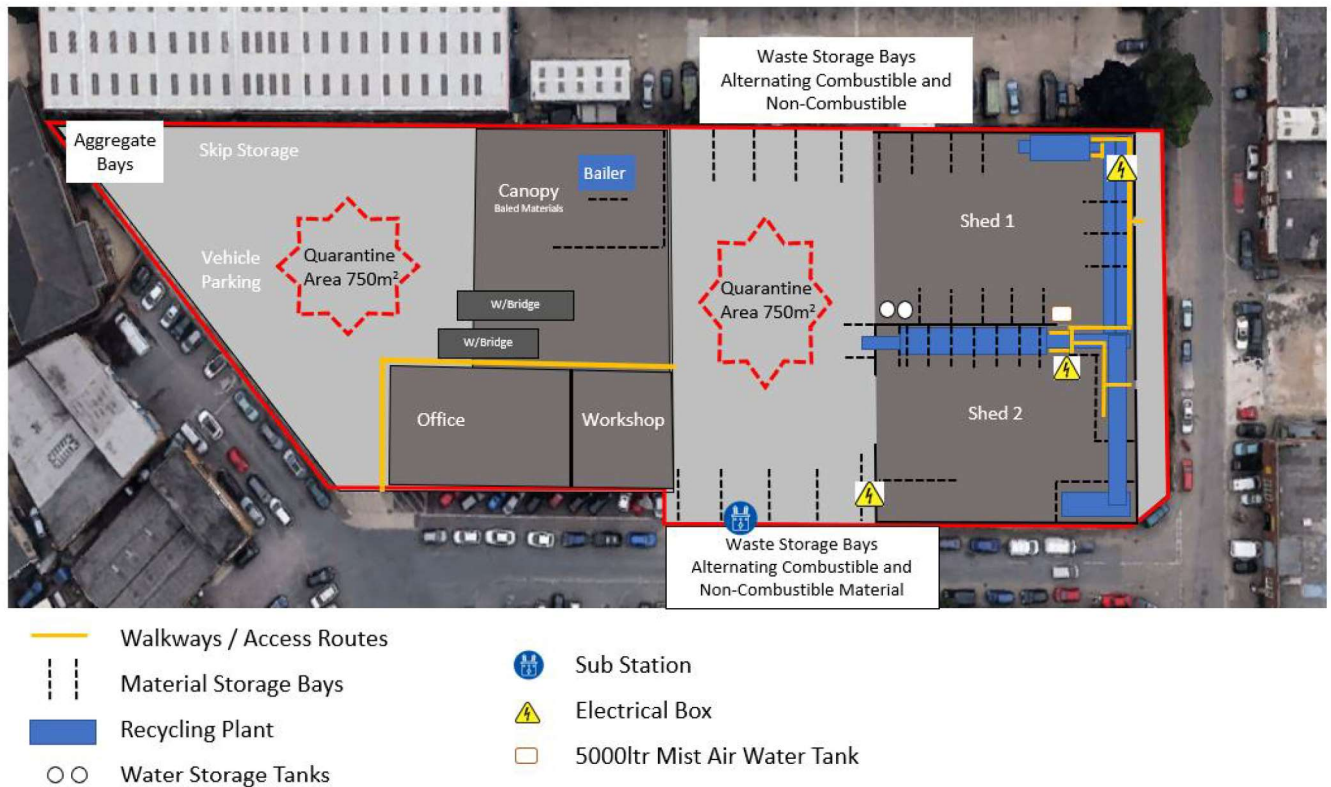 Waste Storage Bays
Alternating Combustible and
Non-Combustible
Aggregate
Bays
Skip Storage
Canopy
Baled Materials
Bailer
Shed 1
Vehicle
Parking
Quarantine
Area 750m²
Quarantine
Area 750m²
W/Bridge
W/Bridge
Office
Workshop
Shed 2
Waste Storage Bays
Alternating Combustible and
Non-Combustible Material
Walkways / Access Routes
Material Storage Bays
Recycling Plant
Water Storage Tanks
Sub Station
Electrical Box
5000ltr Mist Air Water Tank